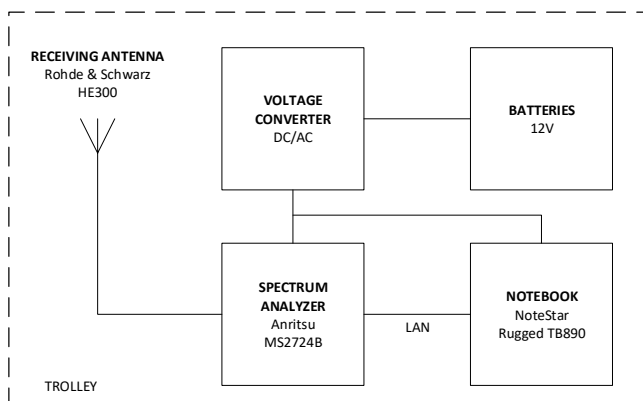 RECEIVING ANTENNA
Rohde & Schwarz
HE300
VOLTAGE
CONVERTER
DC/AC
BATTERIES
12V
SPECTRUM
ANALYZER
Anritsu
MS2724B
LAN
NOTEBOOK
NoteStar
Rugged TB890
TROLLEY